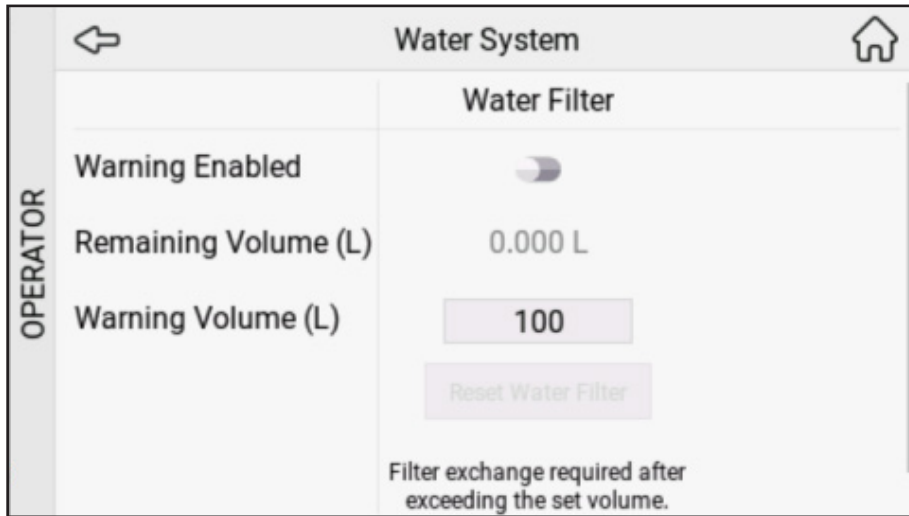 OPERATOR
Water System
Water Filter
Warning Enabled
Remaining Volume (L) 0.000 L
Warning Volume (L) 100
Reset Water Filter
Filter exchange required after
exceeding the set volume.